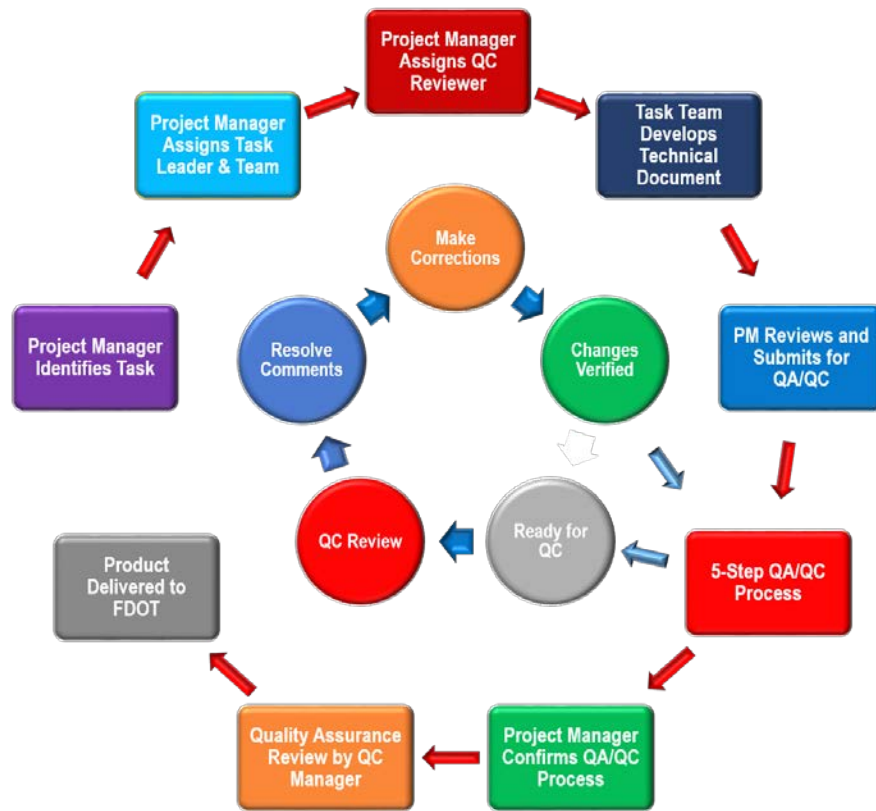 Project Manager
Assigns QC
Reviewer
Project Manager
Assigns Task
Leader & Team
Task Team
Develops
Technical
Document
Make
Corrections
Project Manager
Identifies Task
Resolve
Comments
Changes
Verified
PM Reviews and
Submits for
QA/QC
QC Review
Ready for
QC
5-Step QA/QC
Process
Product
Delivered to
FDOT
Quality Assurance
Review by QC
Manager
Project Manager
Confirms QA/QC
Process